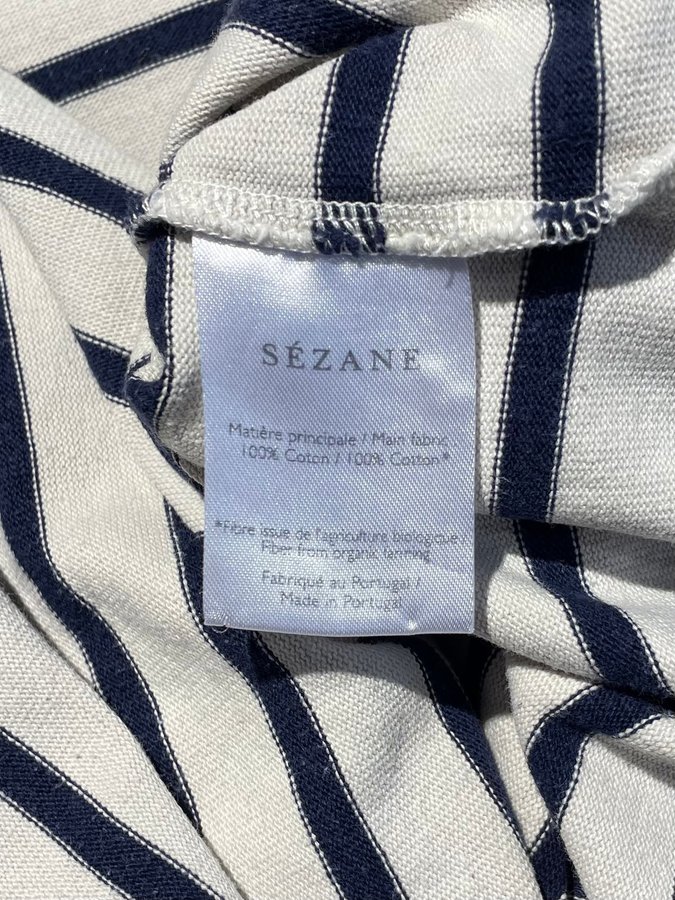 SÉZANE
Matière principale / Main fabric
100% Coton / 100% Cotton*
*Fibre issue de l'agriculture biologique
Fiber from organic farming
Fabriqué au Portugal /
Made in Portugal